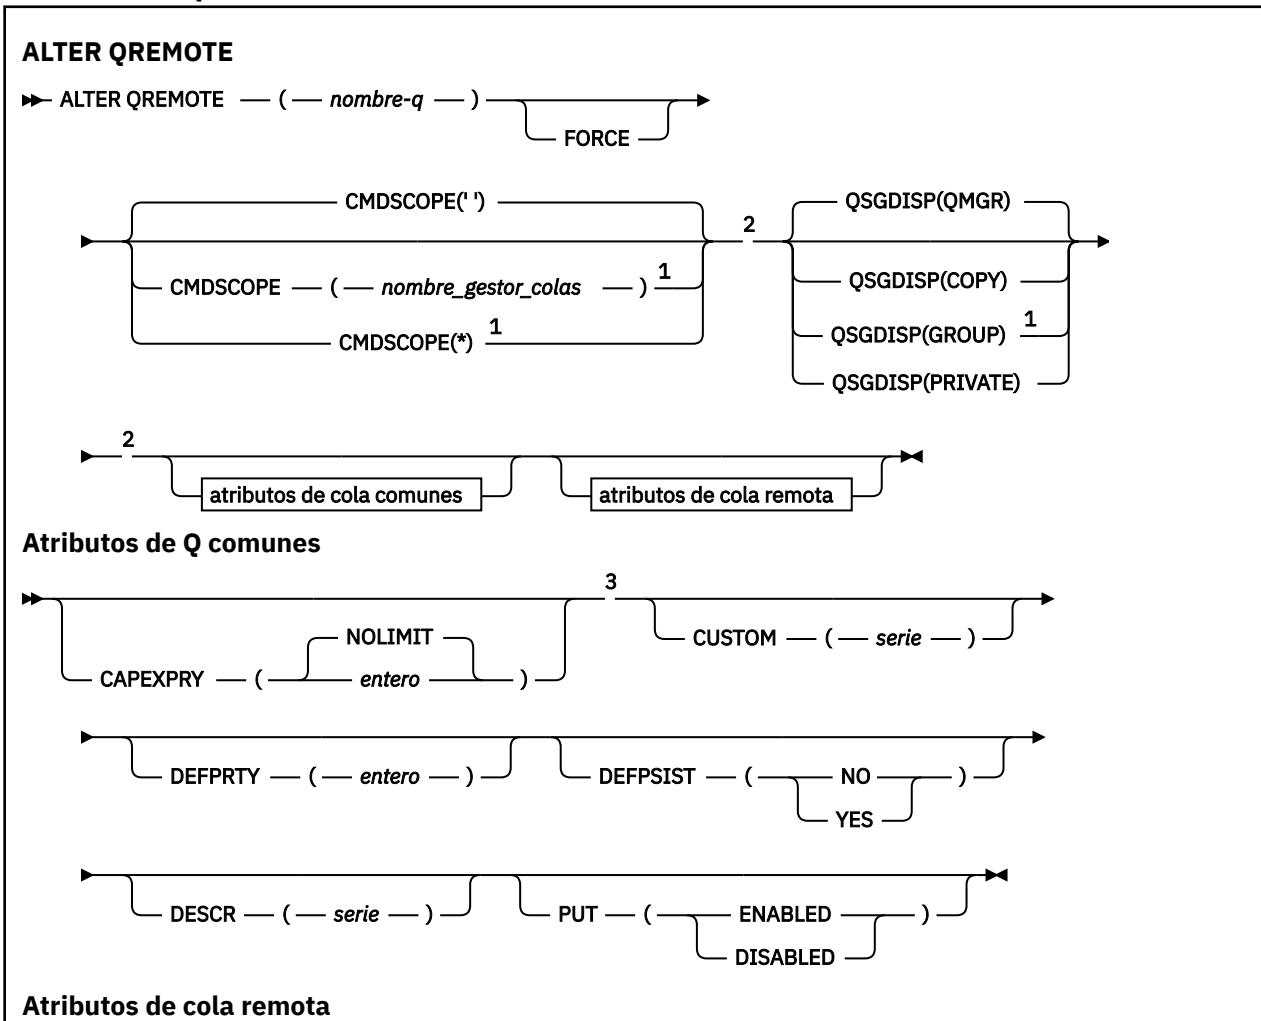 ALTER QREMOTE
ALTER QREMOTE ( nombre-q )
FORCE
CMDSCOPE(' ')
CMDSCOPE ( nombre_gestor_colas ) 1
CMDSCOPE(*) 1
2
QSGDISP(QMGR)
QSGDISP(COPY)
QSGDISP(GROUP) 1
QSGDISP(PRIVATE)
2
atributos de cola comunes
atributos de cola remota
Atributos de Q comunes
CAPEXPRY ( NOLIMIT
entero )
3
CUSTOM ( serie )
DEFPRTY ( entero )
DEFPSIST ( NO )
YES
DESCR ( serie )
PUT ( ENABLED )
DISABLED
Atributos de cola remota